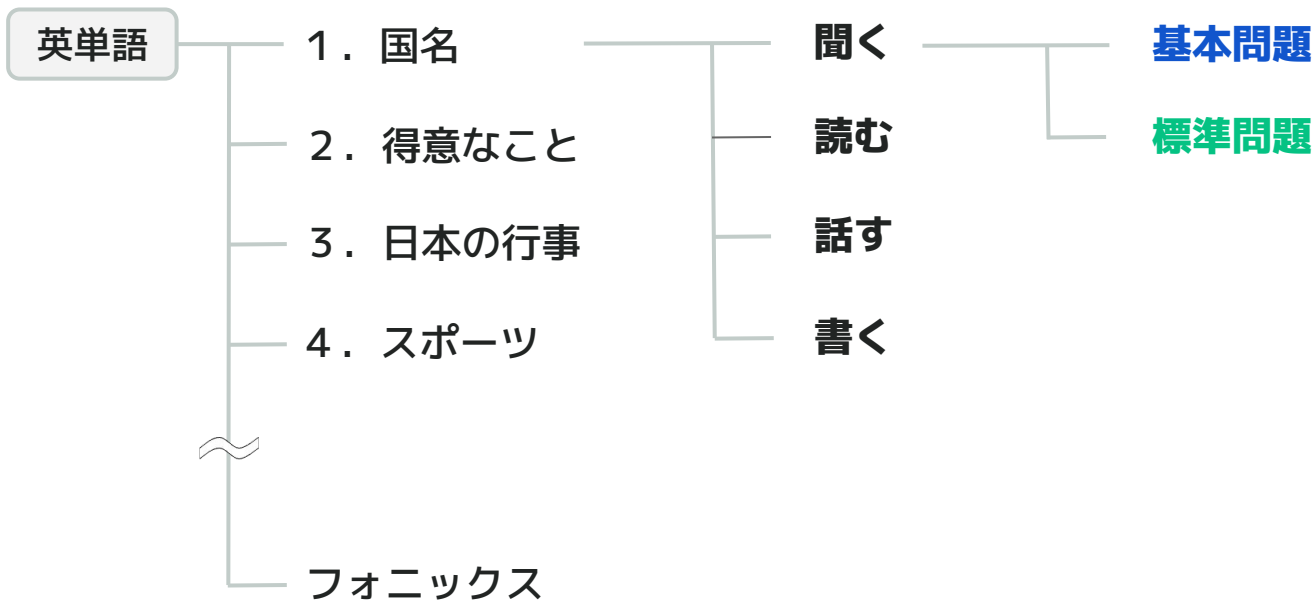 英単語
１．国名
聞く
基本問題
２．得意なこと
読む
標準問題
３．日本の行事
話す
４．スポーツ
書く
フォニックス